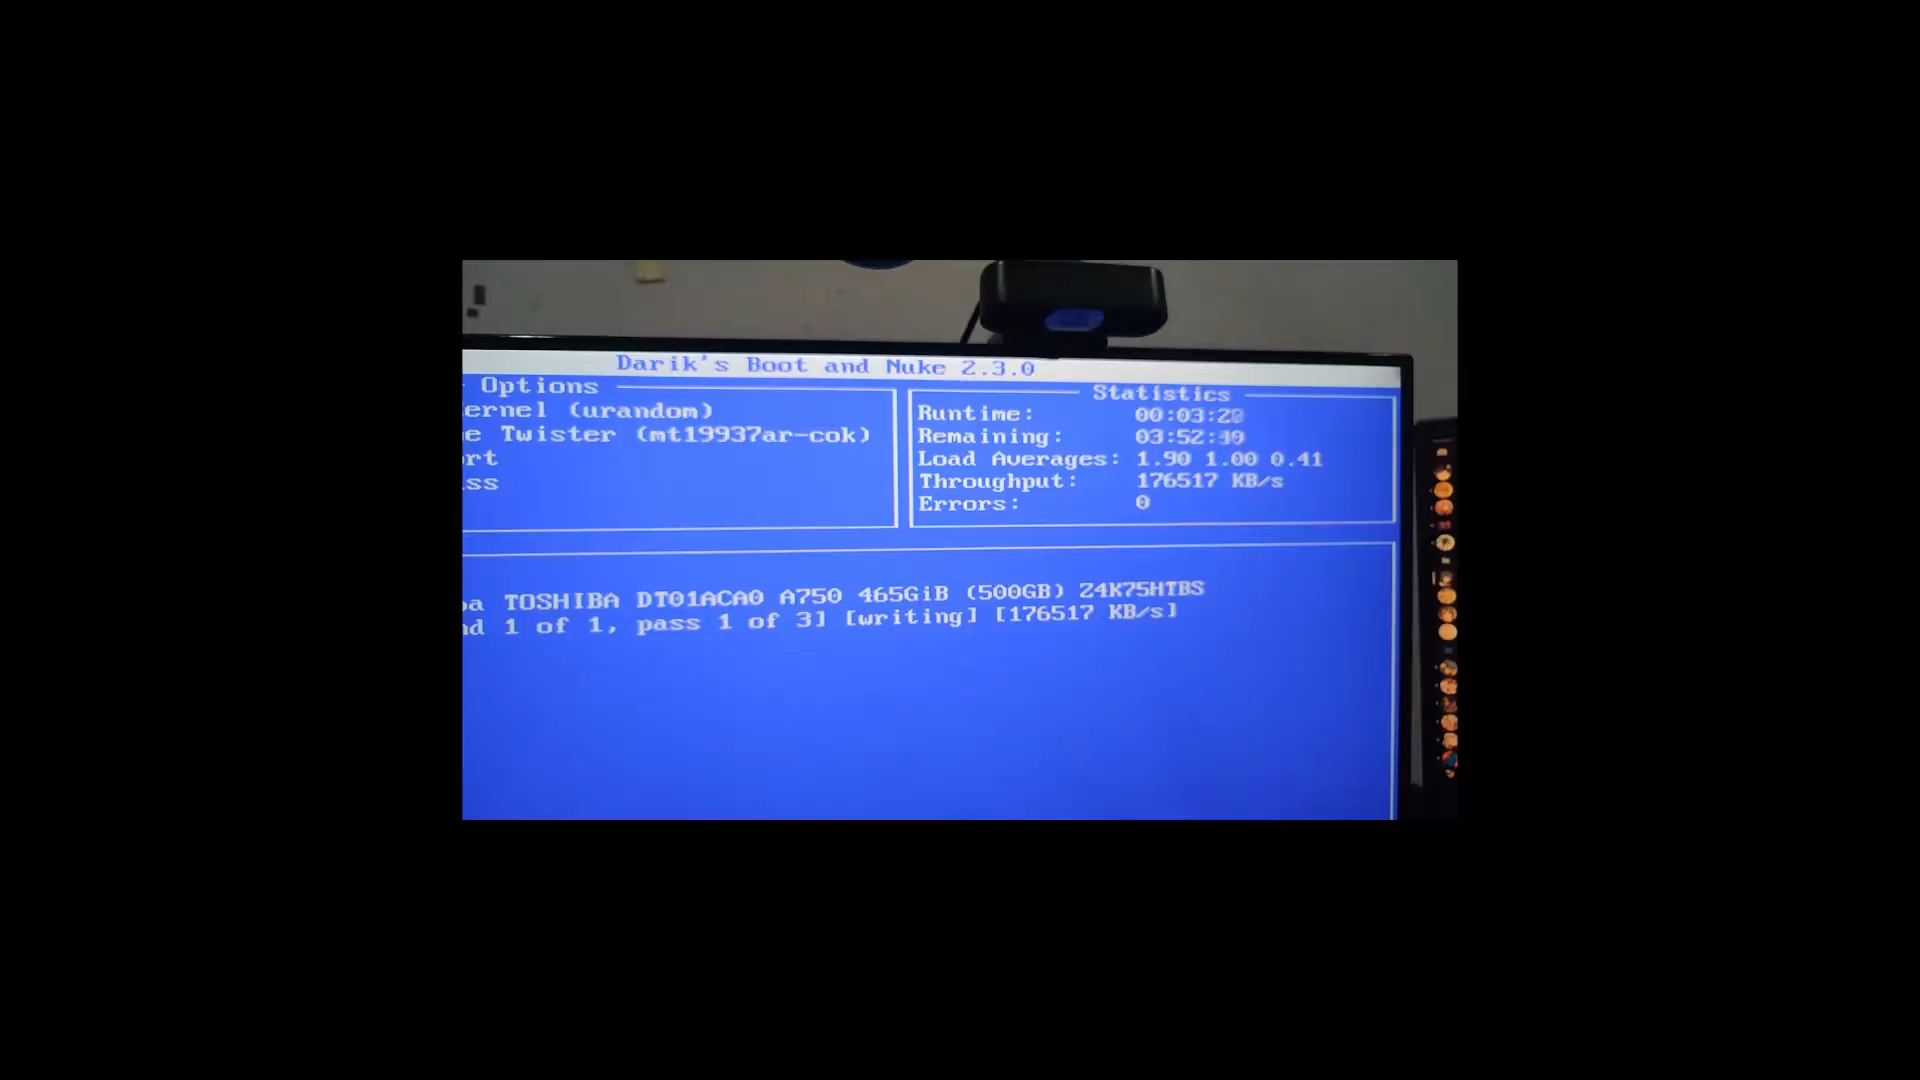 Darik's Boot and Nuke 2.3.0
Options
ernel (urandom)
e Twister (mt19937ar-cok)
rt
ss
Statistics
Runtime: 00:03:2
Remaining: 03:52:
Load Averages: 1.90 1.00 0.41
Throughput: 176517 KB/s
Errors: 0
a TOSHIBA DT01ACA0 A750 465GiB (500GB) Z4K75HTBS
d 1 of 1, pass 1 of 3] [writing] [176517 KB/s]